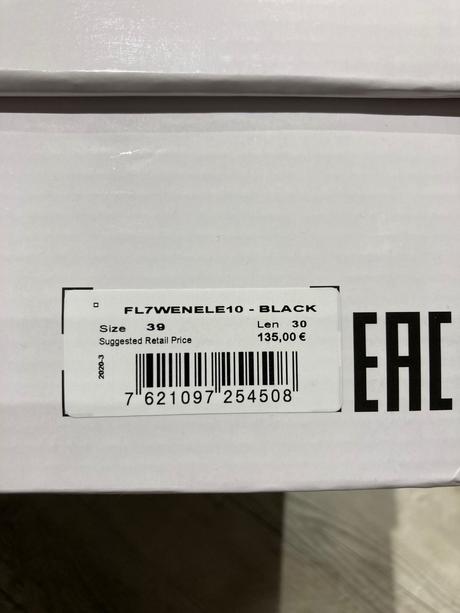 FL7WENELE10 - BLACK
Size 39 Len 30
Suggested Retail Price 135,00 €
2020-3
7 621097 254508
EAC